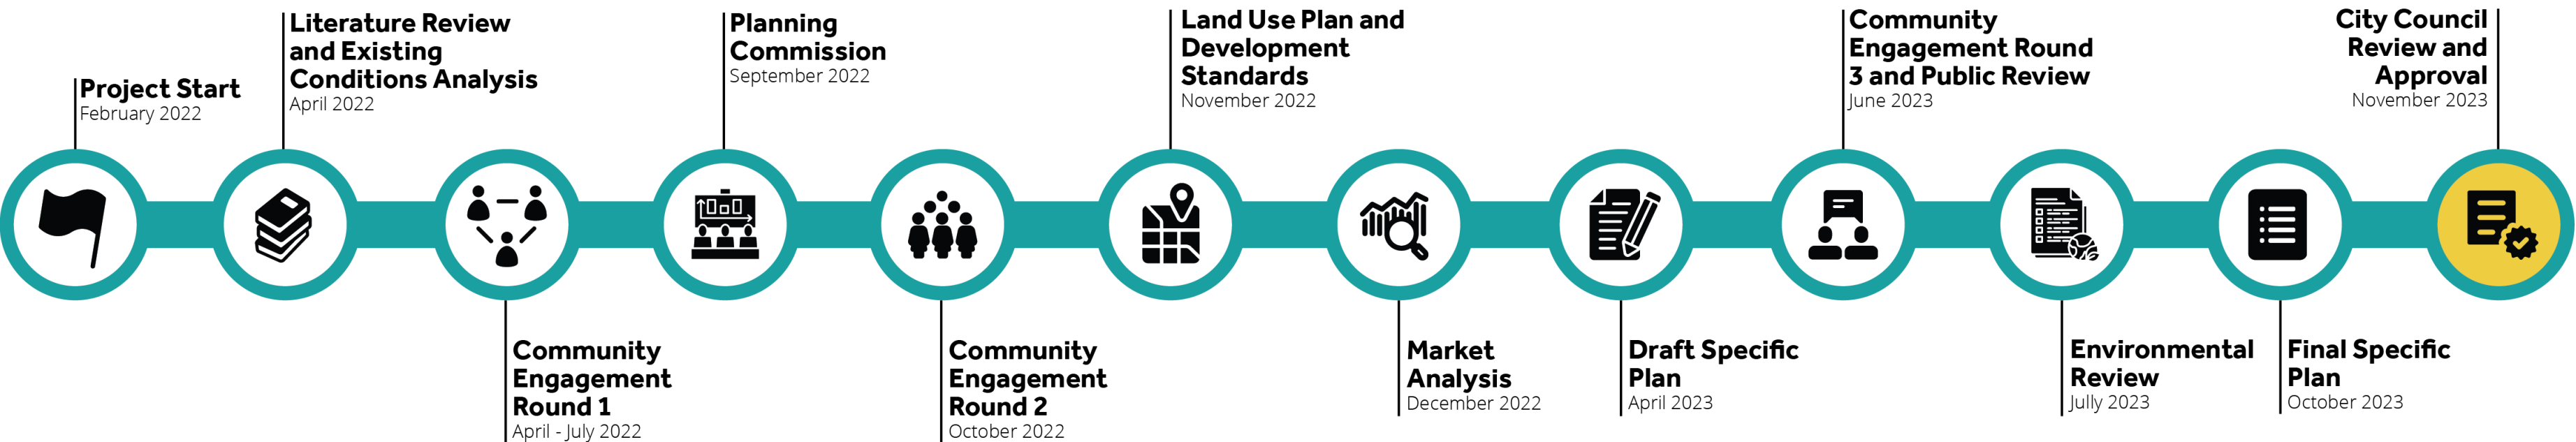 Project Start
February 2022
Literature Review
and Existing
Conditions Analysis
April 2022
Community
Engagement
Round 1
April - July 2022
Planning
Commission
September 2022
Community
Engagement
Round 2
October 2022
Land Use Plan and
Development
Standards
November 2022
Market
Analysis
December 2022
Draft Specific
Plan
April 2023
Community
Engagement Round
3 and Public Review
June 2023
Environmental
Review
Jully 2023
Final Specific
Plan
October 2023
City Council
Review and
Approval
November 2023